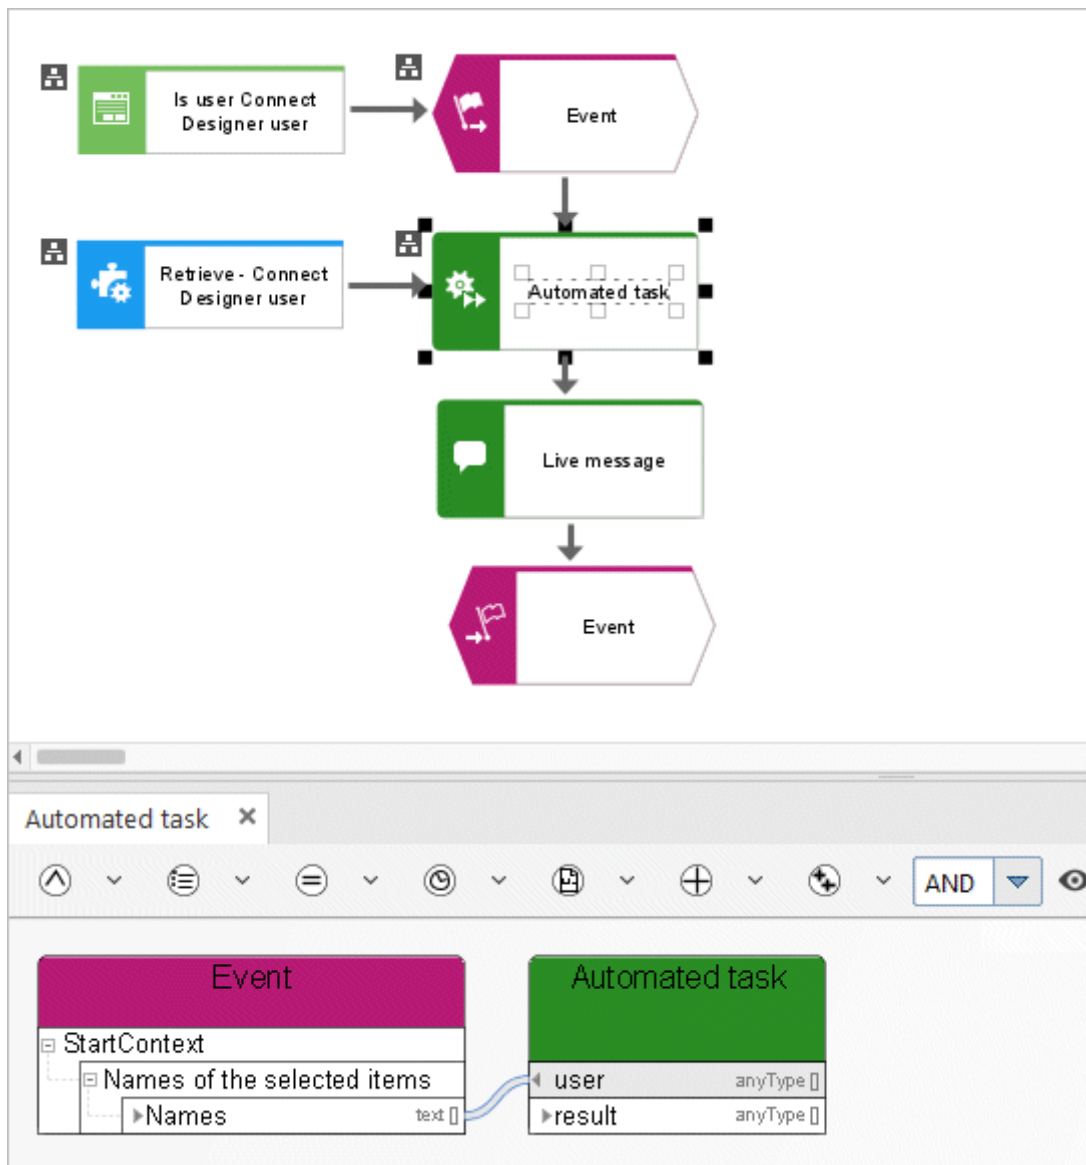 Is user Connect
Designer user
Event
Retrieve - Connect
Designer user
Automated task
Live message
Event
Automated task
AND
Event
Automated task
StartContext
Names of the selected items
user anyType []
Names text []
result anyType []